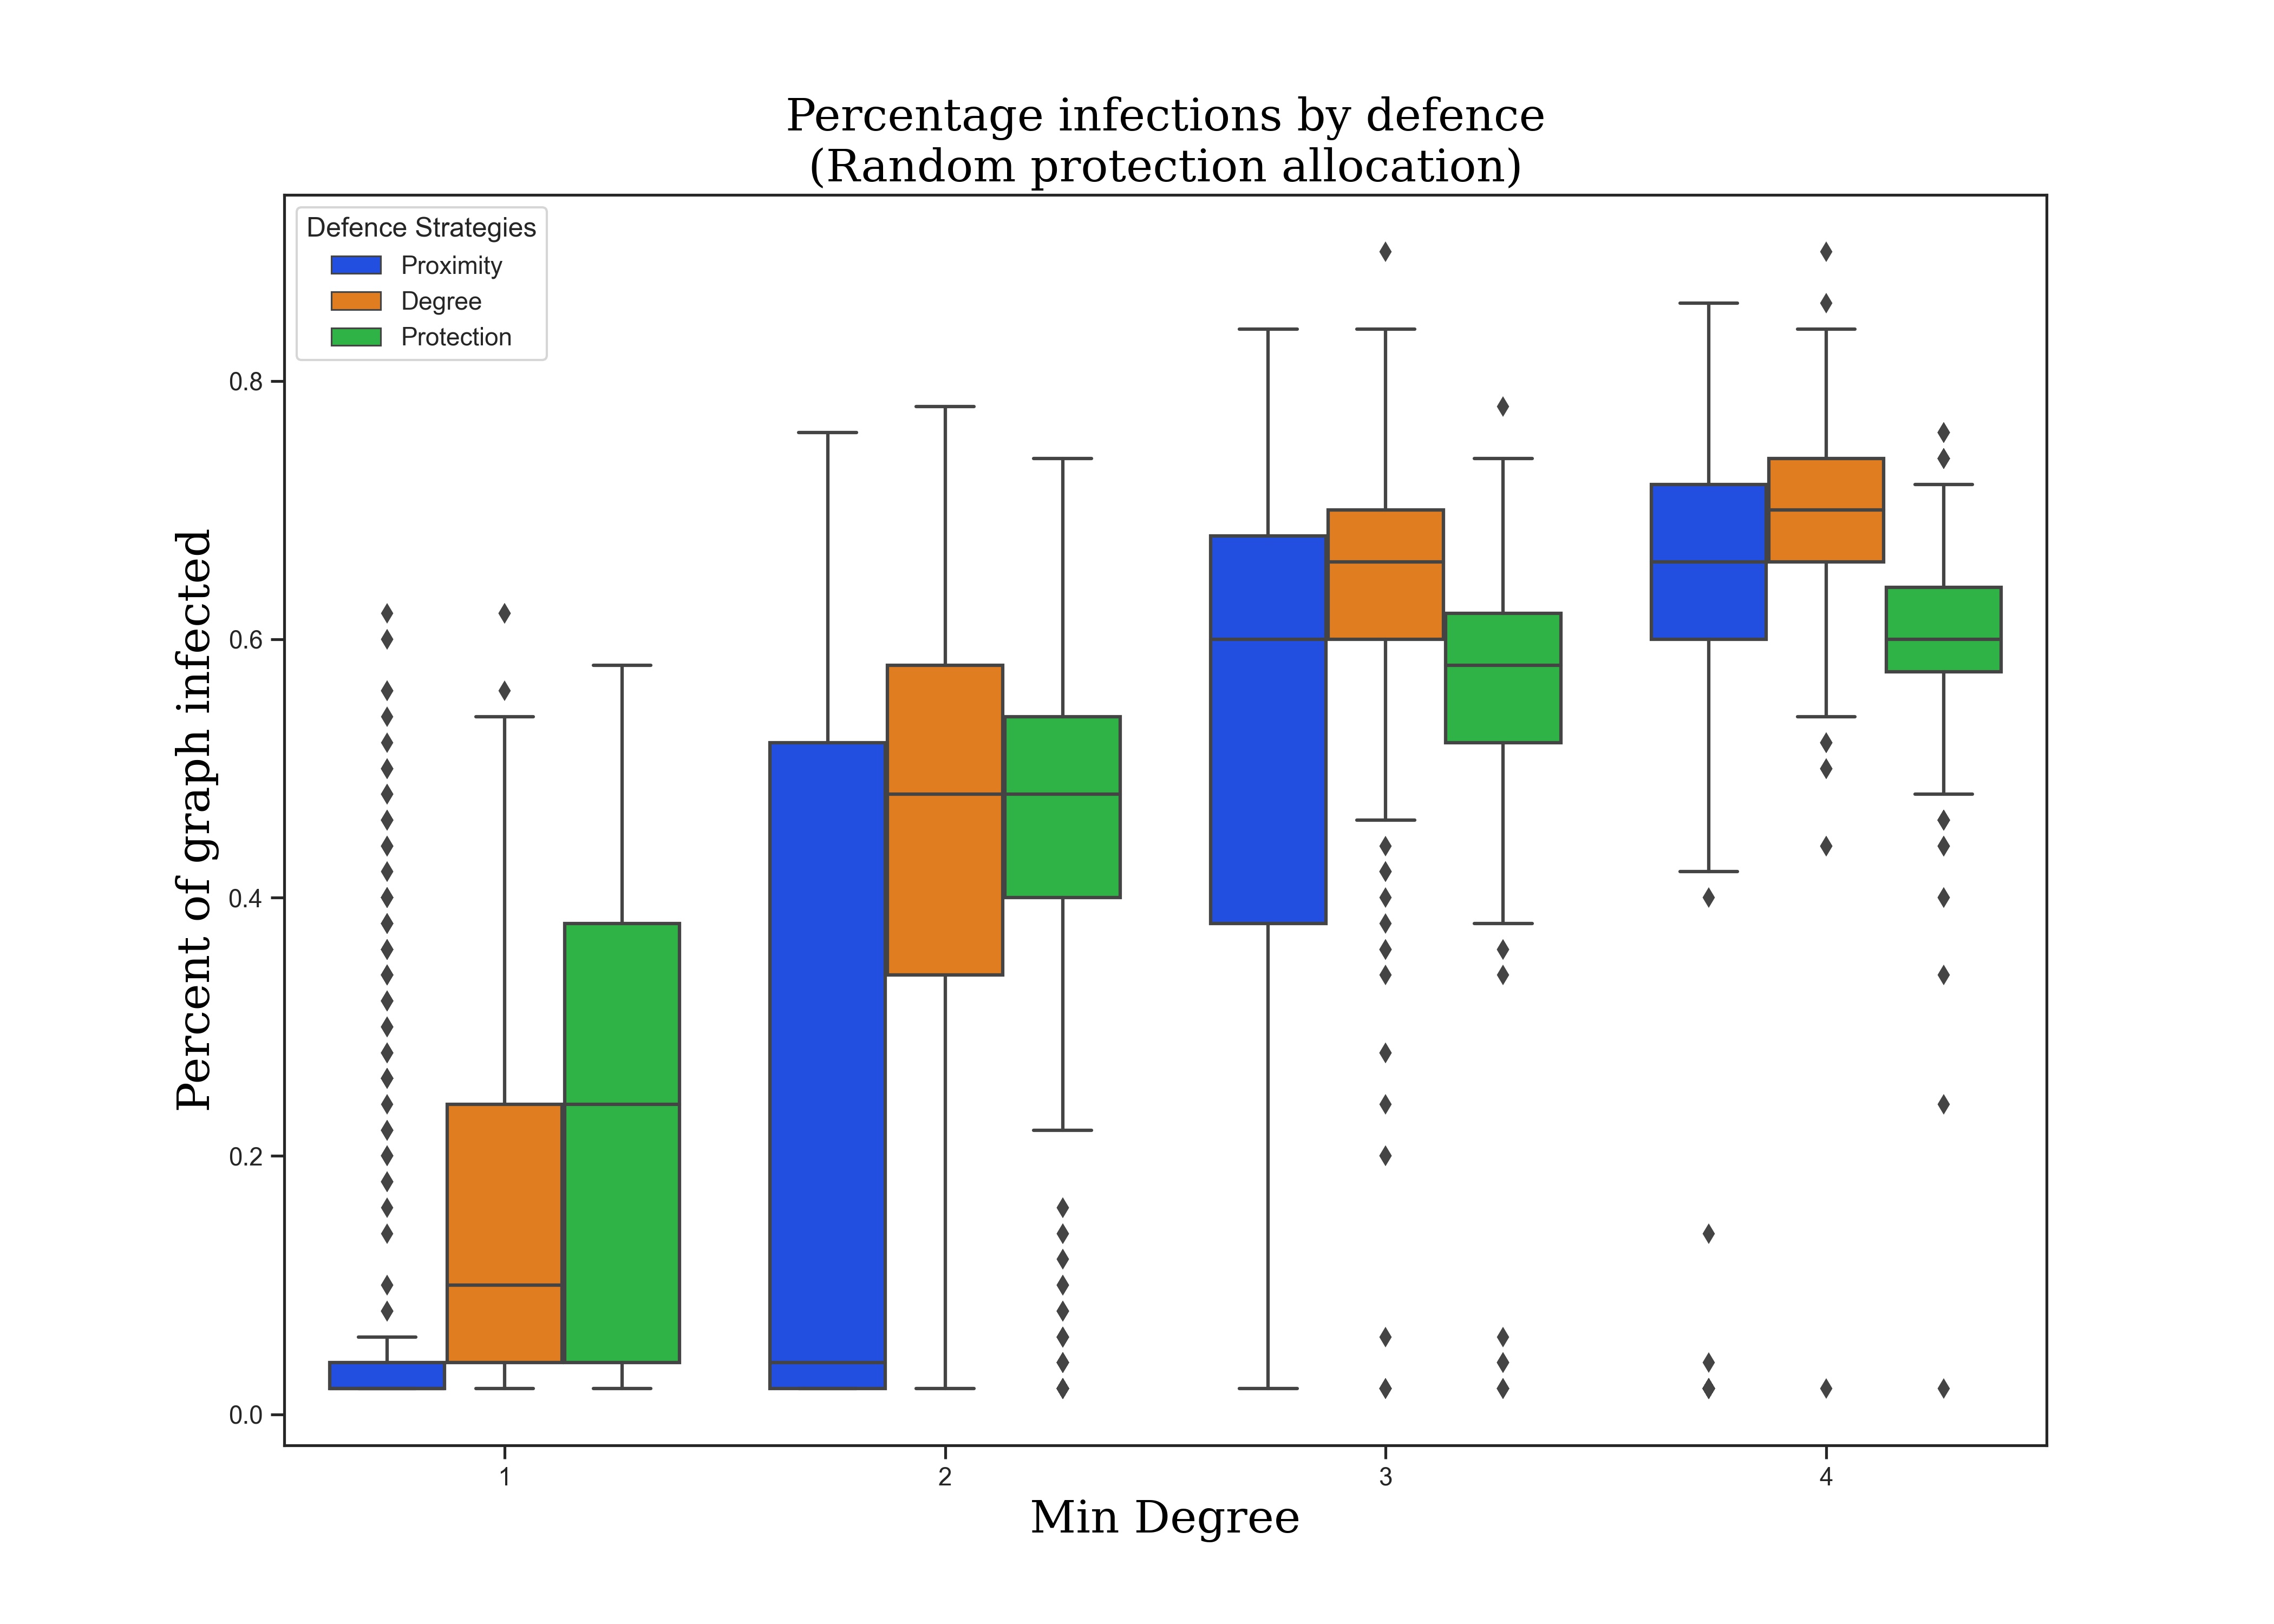 Percentage infections by defence
(Random protection allocation)
Defence Strategies
Proximity
Degree
Protection
Percent of graph infected
0.8
0.6
0.4
0.2
0.0
1
2
3
4
Min Degree